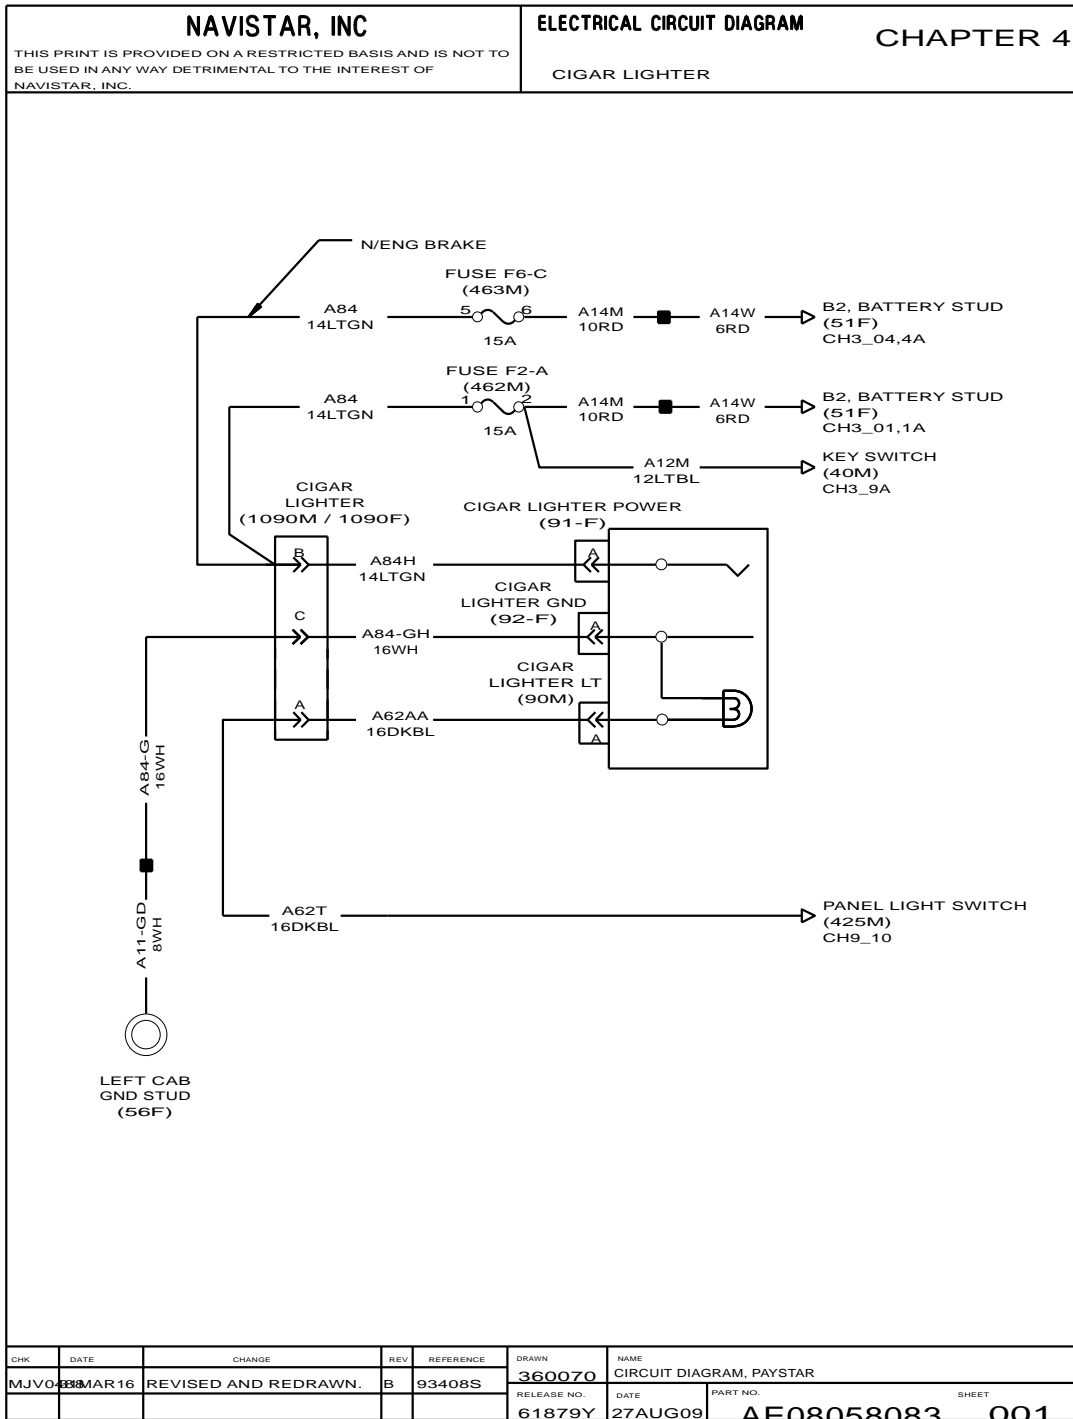 NAVISTAR, INC
THIS PRINT IS PROVIDED ON A RESTRICTED BASIS AND IS NOT TO
BE USED IN ANY WAY DETRIMENTAL TO THE INTEREST OF
NAVISTAR, INC.
ELECTRICAL CIRCUIT DIAGRAM
CIGAR LIGHTER
CHAPTER 4
N/ENG BRAKE
FUSE F6-C
(463M)
A84
14LTGN
5
6
15A
A14M
10RD
A14W
6RD
B2, BATTERY STUD
(51F)
CH3_04,4A
FUSE F2-A
(462M)
A84
14LTGN
1
2
15A
A14M
10RD
A14W
6RD
B2, BATTERY STUD
(51F)
CH3_01,1A
A12M
12LTBL
KEY SWITCH
(40M)
CH3_9A
CIGAR
LIGHTER
(1090M / 1090F)
CIGAR LIGHTER POWER
(91-F)
B
A84H
14LTGN
A
CIGAR
LIGHTER GND
(92-F)
C
A84-GH
16WH
A
CIGAR
LIGHTER LT
(90M)
A
A62AA
16DKBL
A
A84-G
16WH
A11-GD
8WH
A62T
16DKBL
PANEL LIGHT SWITCH
(425M)
CH9_10
LEFT CAB
GND STUD
(56F)
CHK
DATE
CHANGE
REV
REFERENCE
DRAWN
360070
NAME
CIRCUIT DIAGRAM, PAYSTAR
REVISED AND REDRAWN.
B
93408S
RELEASE NO.
61879Y
DATE
27AUG09
PART NO.
AE08058083
SHEET
001